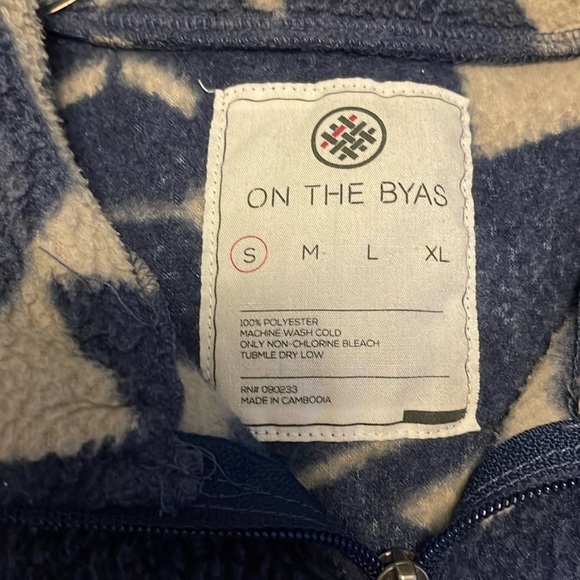 ON THE BYAS
S M L XL
100% POLYESTER
MACHINE WASH COLD
ONLY NON-CHLORINE BLEACH
TUBMLE DRY LOW
RN# 090233
MADE IN CAMBODIA